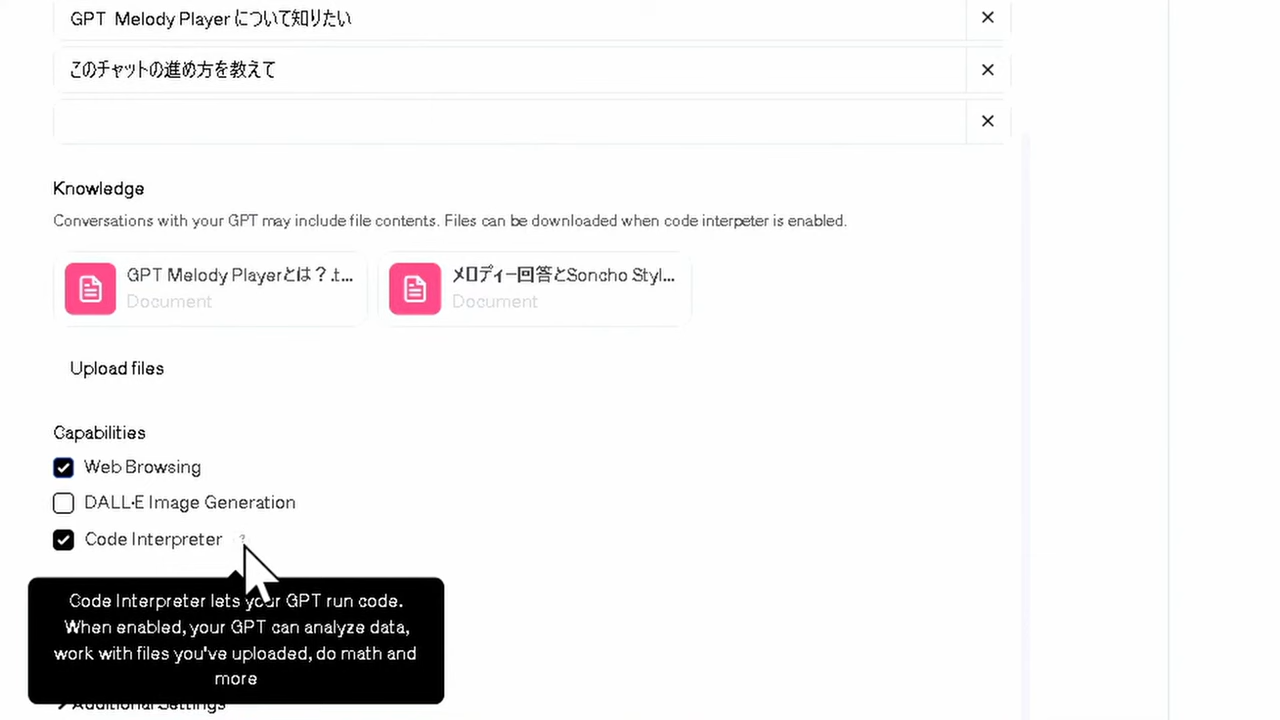 GPT Melody Player について知りたい
このチャットの進め方を教えて
Knowledge
Conversations with your GPT may include file contents. Files can be downloaded when code interpeter is enabled.
GPT Melody Playerとは？.t...
Document
メロディー回答とSoncho Styl...
Document
Upload files
Capabilities
Web Browsing
DALL·E Image Generation
Code Interpreter ?
Code Interpreter lets your GPT run code.
When enabled, your GPT can analyze data,
work with files you've uploaded, do math and
more
Additional Settings